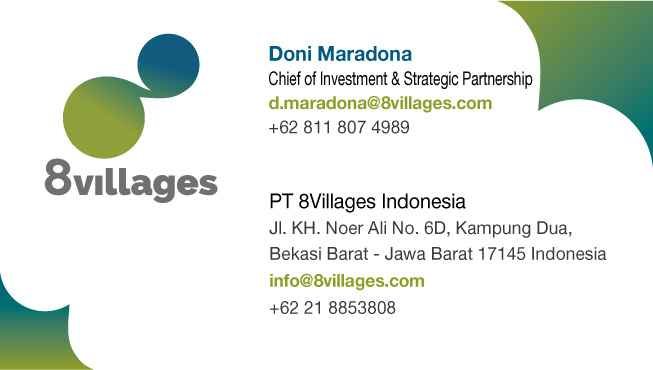 8villages
Doni Maradona
Chief of Investment & Strategic Partnership
d.maradona@8villages.com
+62 811 807 4989
PT 8Villages Indonesia
Jl. KH. Noer Ali No. 6D, Kampung Dua,
Bekasi Barat - Jawa Barat 17145 Indonesia
info@8villages.com
+62 21 8853808